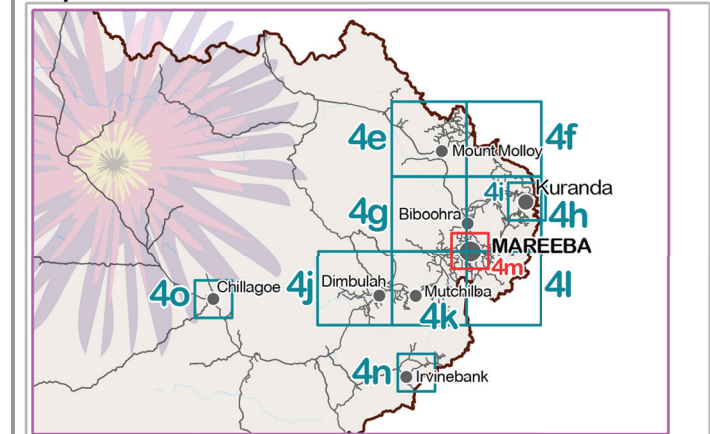 4e
Mount Molloy
4f
4i
Kuranda
4g
Biboohra
4h
MAREEBA
4m
4o
Chillagoe
4j
Dimbulah
Mutchilba
4k
4l
4n
Irvinebank